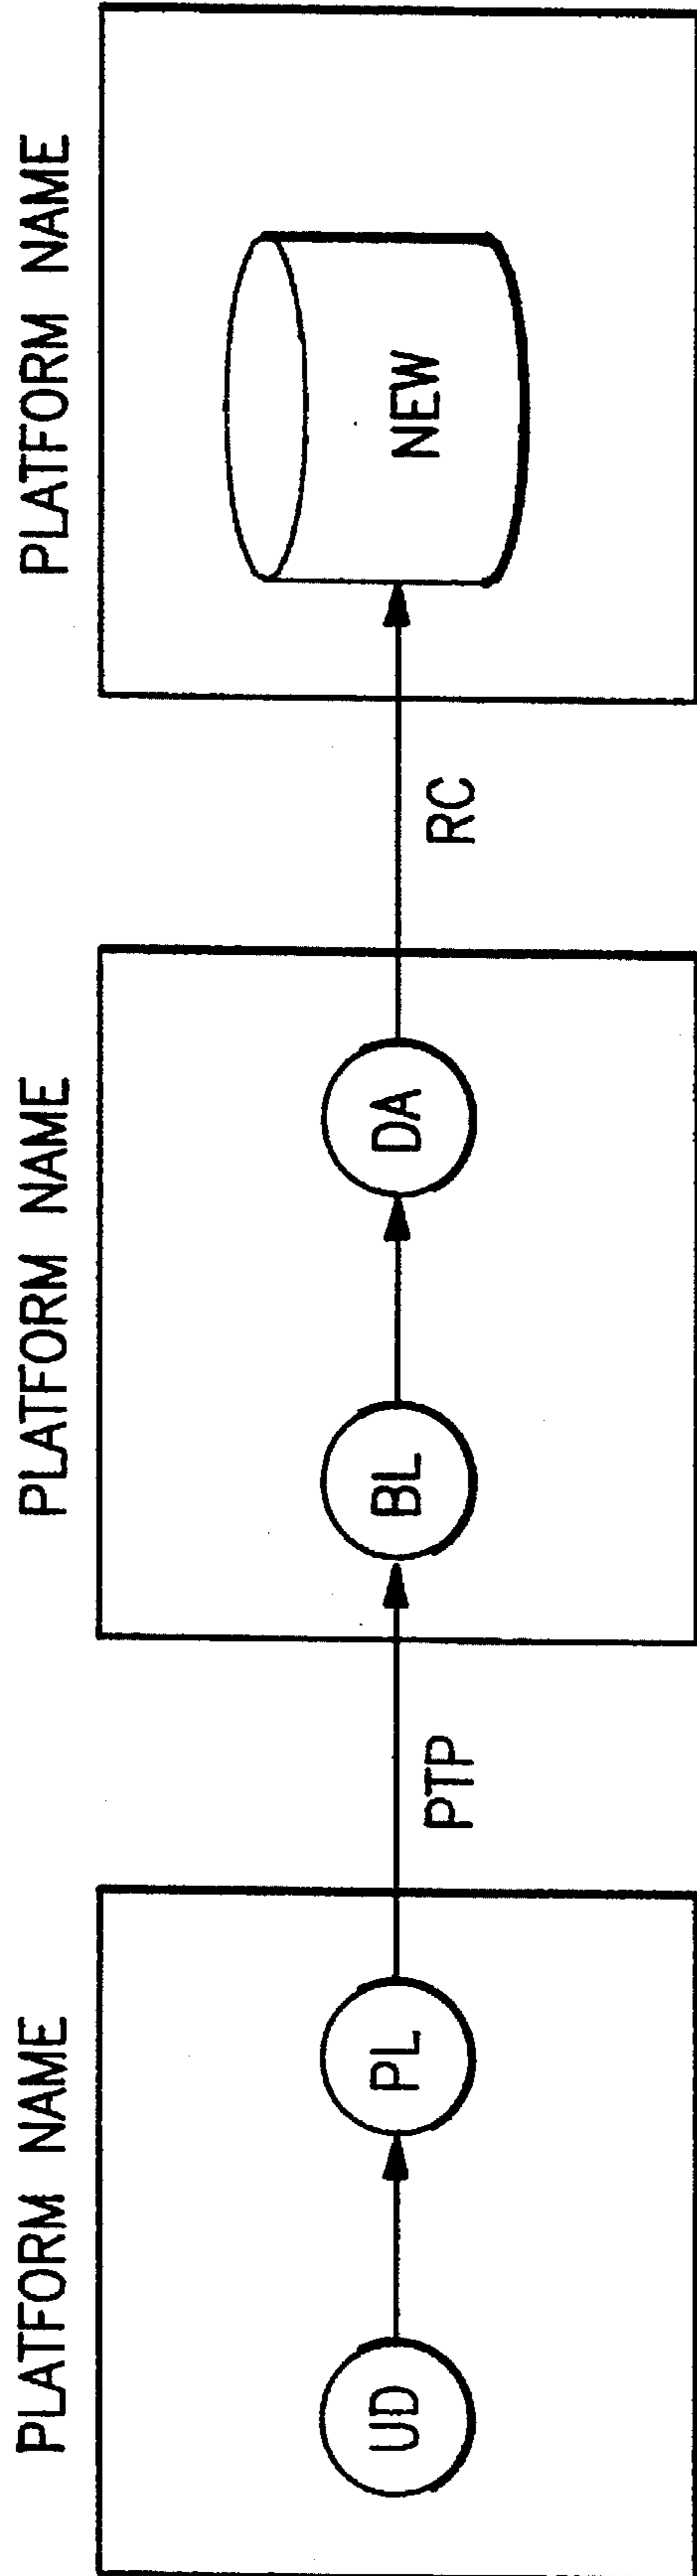 PLATFORM NAME
UD
PL
PTP
PLATFORM NAME
BL
DA
RC
PLATFORM NAME
NEW